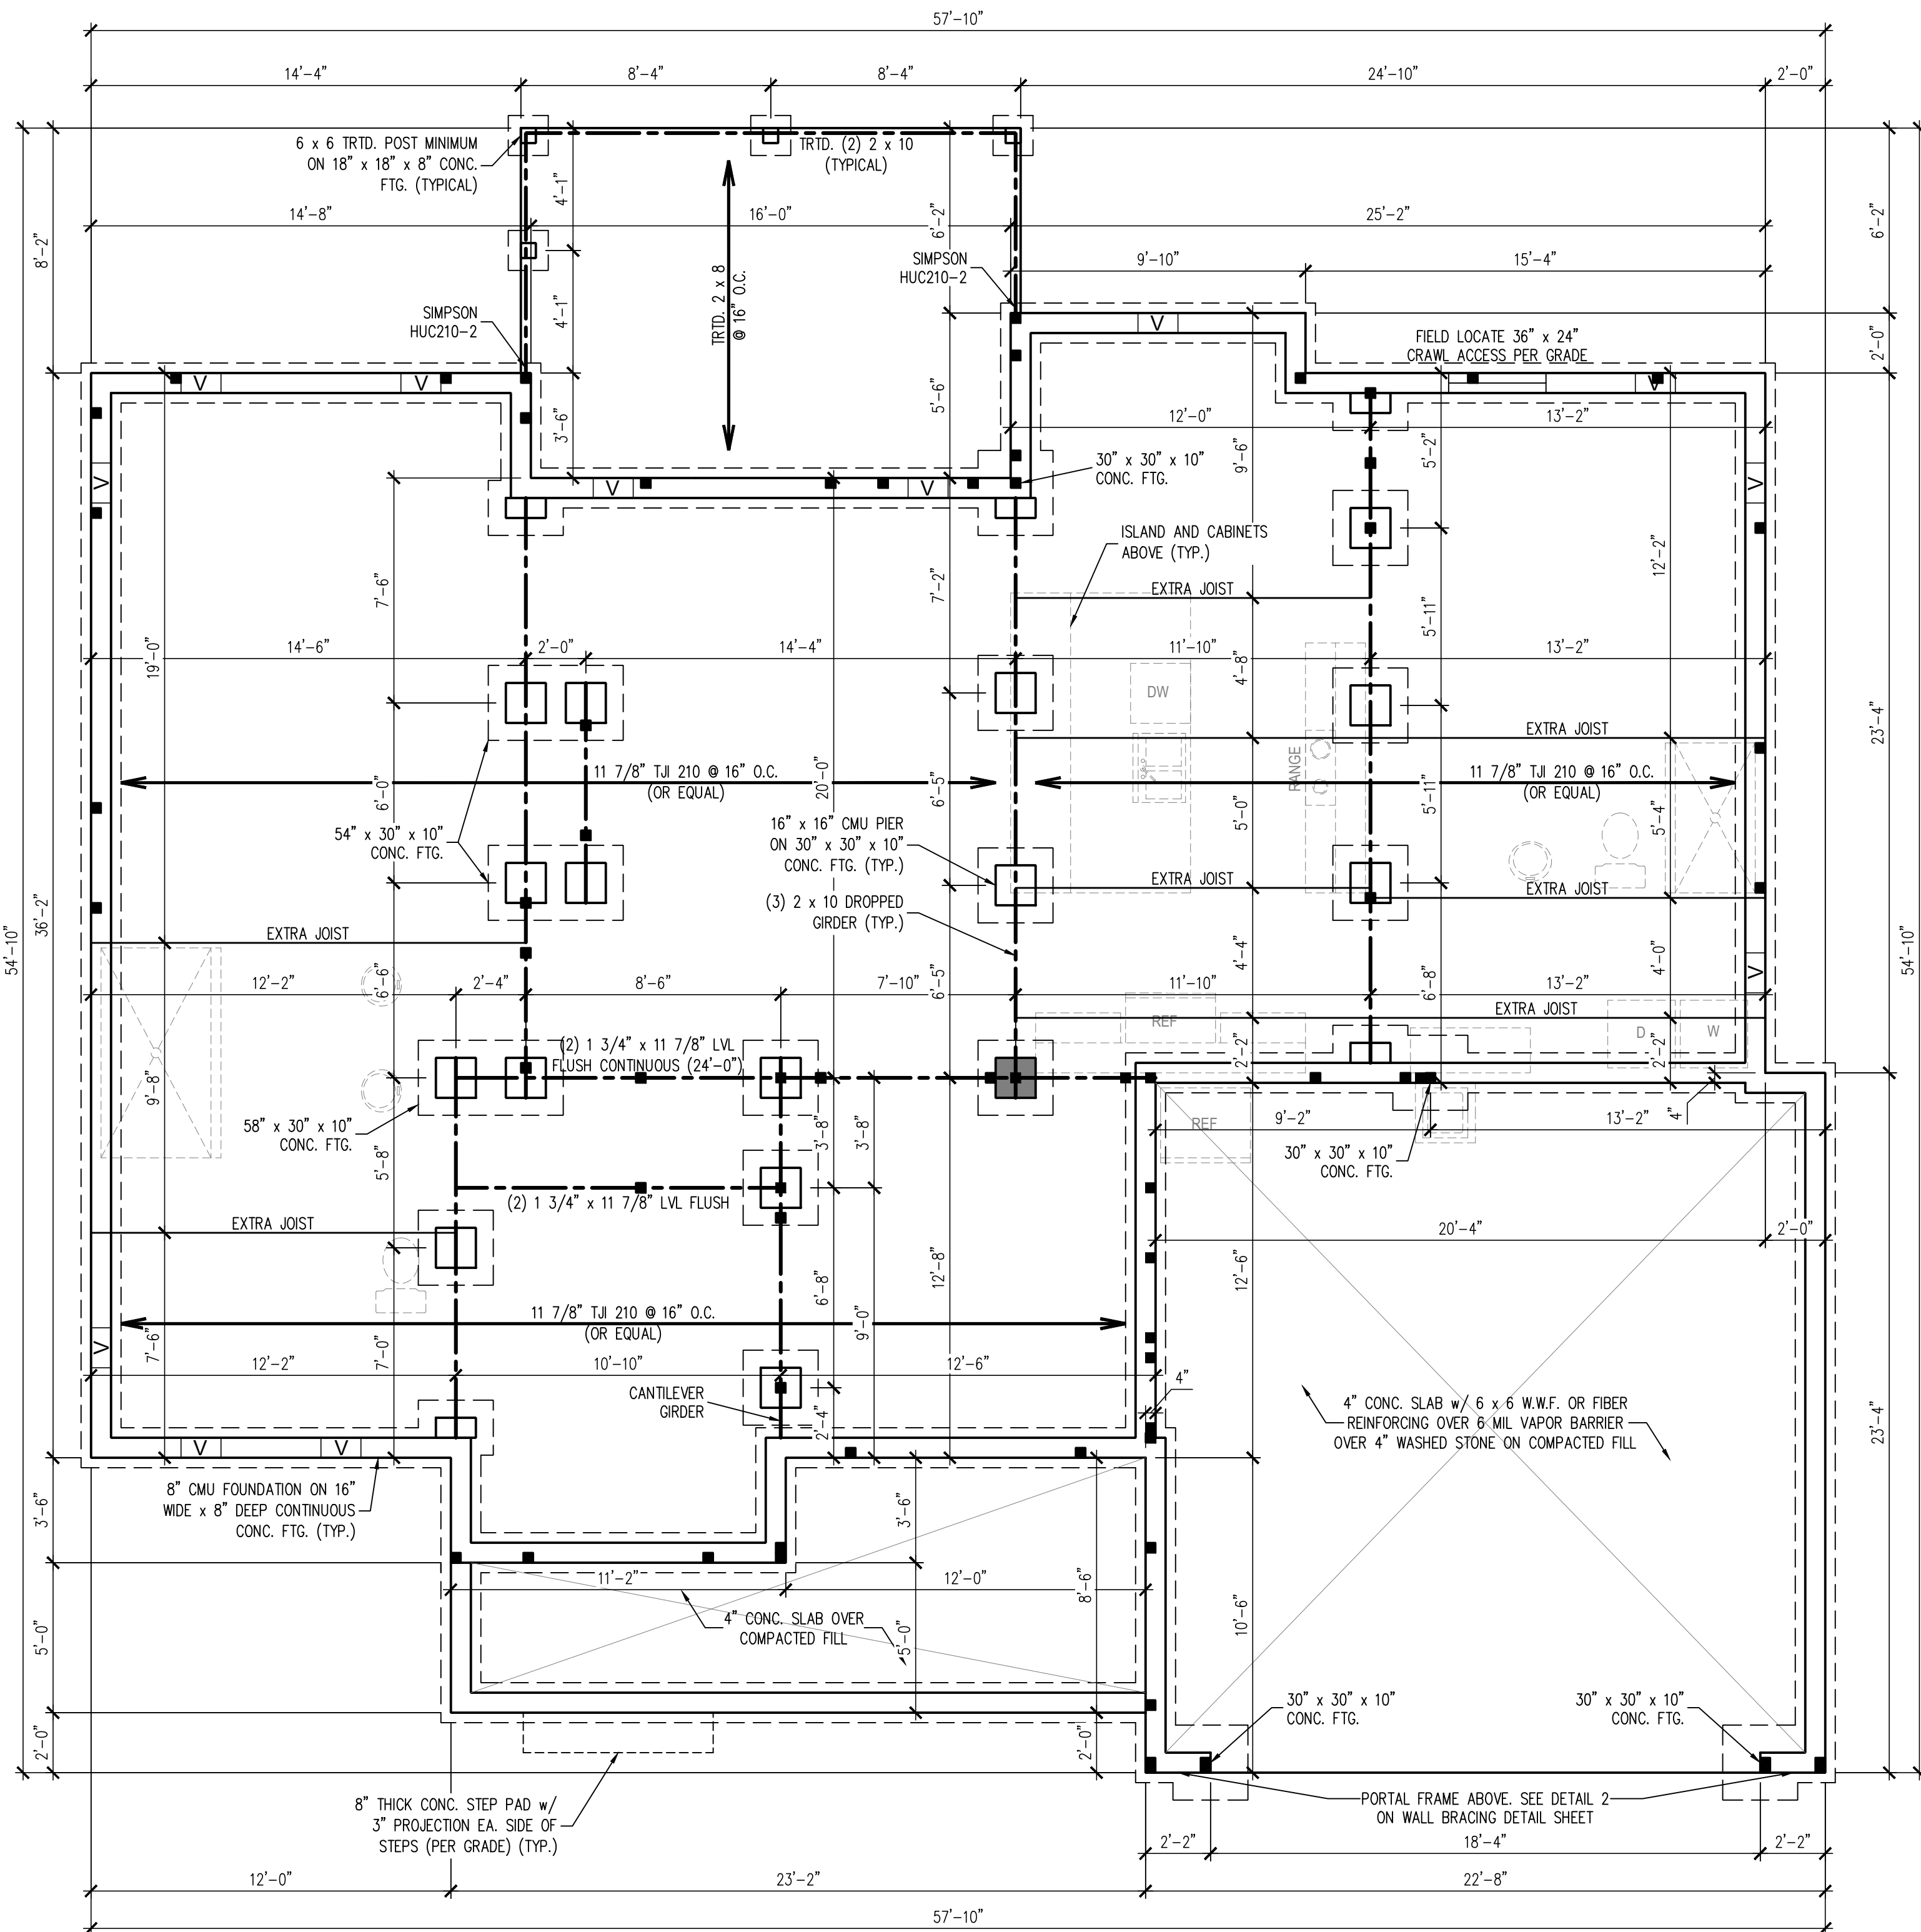 57'-10"
14'-4"
8'-4"
8'-4"
24'-10"
2'-0"
6 x 6 TRTD. POST MINIMUM
ON 18" x 18" x 8" CONC.
FTG. (TYPICAL)
TRTD. (2) 2 x 10
(TYPICAL)
4'-1"
14'-8"
16'-0"
6'-2"
25'-2"
6'-2"
8'-2"
SIMPSON
HUC210-2
9'-10"
15'-4"
TRTD. 2 x 8
@ 16" O.C.
4'-1"
SIMPSON
HUC210-2
V
FIELD LOCATE 36" x 24"
CRAWL ACCESS PER GRADE
2'-0"
V
V
V
3'-6"
5'-6"
12'-0"
13'-2"
9'-6"
5'-2"
30" x 30" x 10"
CONC. FTG.
V
V
V
V
ISLAND AND CABINETS
ABOVE (TYP.)
12'-2"
7'-6"
7'-2"
EXTRA JOIST
5'-11"
19'-0"
14'-6"
2'-0"
14'-4"
11'-10"
13'-2"
4'-8"
DW
23'-4"
EXTRA JOIST
RANGE
11 7/8" TJI 210 @ 16" O.C.
(OR EQUAL)
11 7/8" TJI 210 @ 16" O.C.
(OR EQUAL)
6'-0"
20'-0"
6'-5"
5'-11"
5'-0"
5'-4"
54" x 30" x 10"
CONC. FTG.
16" x 16" CMU PIER
ON 30" x 30" x 10"
CONC. FTG. (TYP.)
EXTRA JOIST
EXTRA JOIST
(3) 2 x 10 DROPPED
GIRDER (TYP.)
36'-2"
54'-10"
54'-10"
EXTRA JOIST
4'-4"
4'-0"
6'-6"
6'-5"
6'-8"
V
12'-2"
2'-4"
8'-6"
7'-10"
11'-10"
13'-2"
EXTRA JOIST
REF
D
W
(2) 1 3/4" x 11 7/8" LVL
FLUSH CONTINUOUS (24'-0")
2'-2"
2'-2"
9'-8"
58" x 30" x 10"
CONC. FTG.
3'-8"
3'-8"
REF
9'-2"
13'-2"
4"
30" x 30" x 10"
CONC. FTG.
5'-8"
(2) 1 3/4" x 11 7/8" LVL FLUSH
EXTRA JOIST
20'-4"
2'-0"
12'-8"
12'-6"
6'-8"
9'-0"
11 7/8" TJI 210 @ 16" O.C.
(OR EQUAL)
V
7'-6"
7'-0"
12'-2"
10'-10"
12'-6"
4"
CANTILEVER
GIRDER
2'-4"
4" CONC. SLAB w/ 6 x 6 W.W.F. OR FIBER
REINFORCING OVER 6 MIL VAPOR BARRIER
OVER 4" WASHED STONE ON COMPACTED FILL
23'-4"
V
V
8" CMU FOUNDATION ON 16"
WIDE x 8" DEEP CONTINUOUS
CONC. FTG. (TYP.)
3'-6"
3'-6"
11'-2"
12'-0"
8'-6"
4" CONC. SLAB OVER
COMPACTED FILL
5'-0"
5'-0"
10'-6"
30" x 30" x 10"
CONC. FTG.
30" x 30" x 10"
CONC. FTG.
2'-0"
2'-0"
8" THICK CONC. STEP PAD w/
3" PROJECTION EA. SIDE OF
STEPS (PER GRADE) (TYP.)
PORTAL FRAME ABOVE. SEE DETAIL 2
ON WALL BRACING DETAIL SHEET
2'-2"
18'-4"
2'-2"
12'-0"
23'-2"
22'-8"
57'-10"